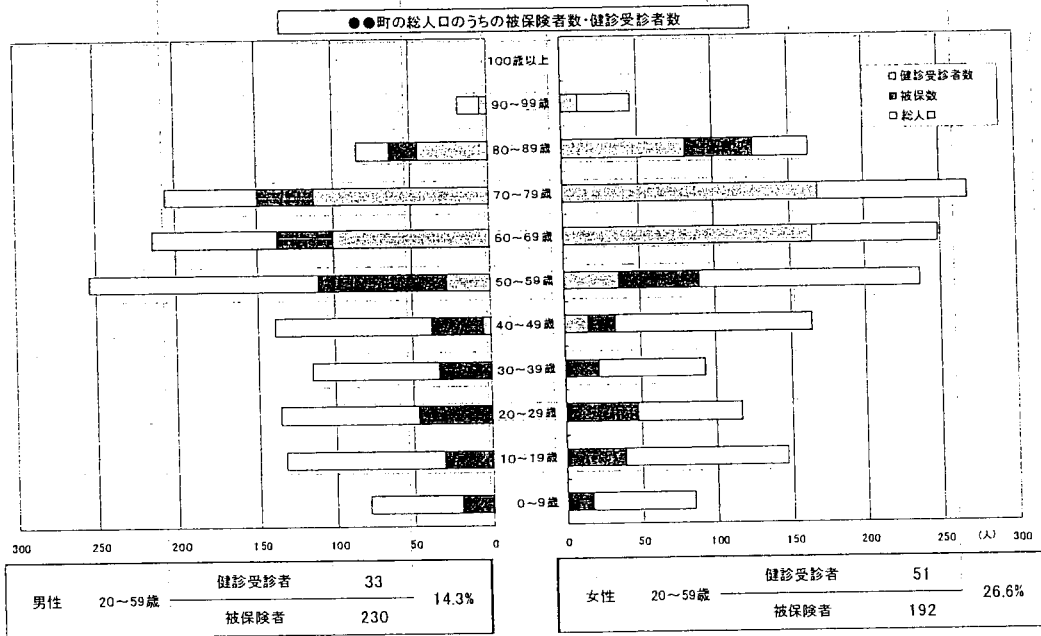 ●●町の総人口のうちの被保険者数・健診受診者数
□健診受診者数
■被保数
□総人口
100歳以上
90～99歳
80～89歳
70～79歳
60～69歳
50～59歳
40～49歳
30～39歳
20～29歳
10～19歳
0～9歳
300 250 200 150 100 50 0
0 50 100 150 200 250 (人) 300
男性 20～59歳 健診受診者 33 14.3%
被保険者 230
女性 20～59歳 健診受診者 51 26.6%
被保険者 192